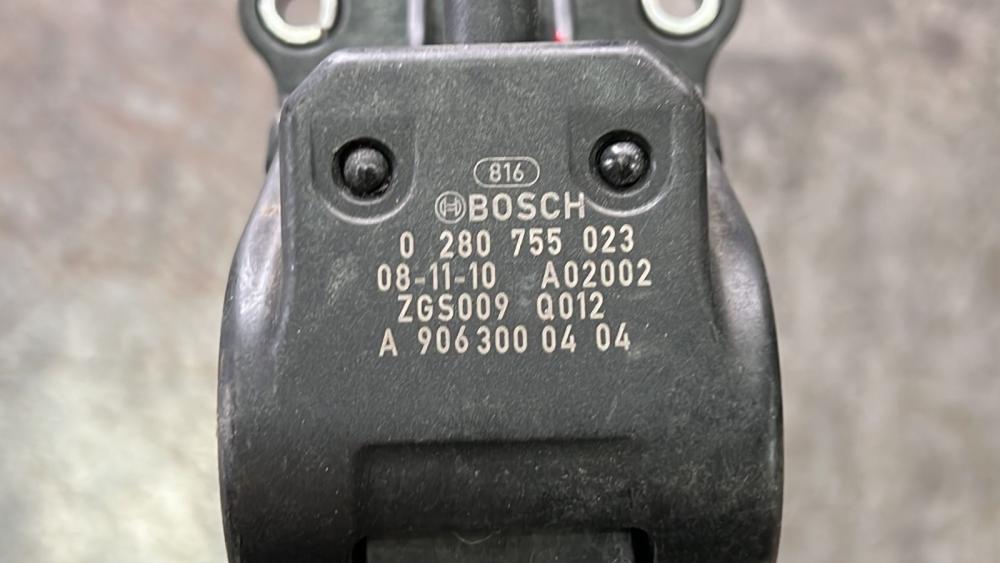 816
BOSCH
0 280 755 023
08-11-10 A02002
ZGS009 Q012
A 906 300 04 04